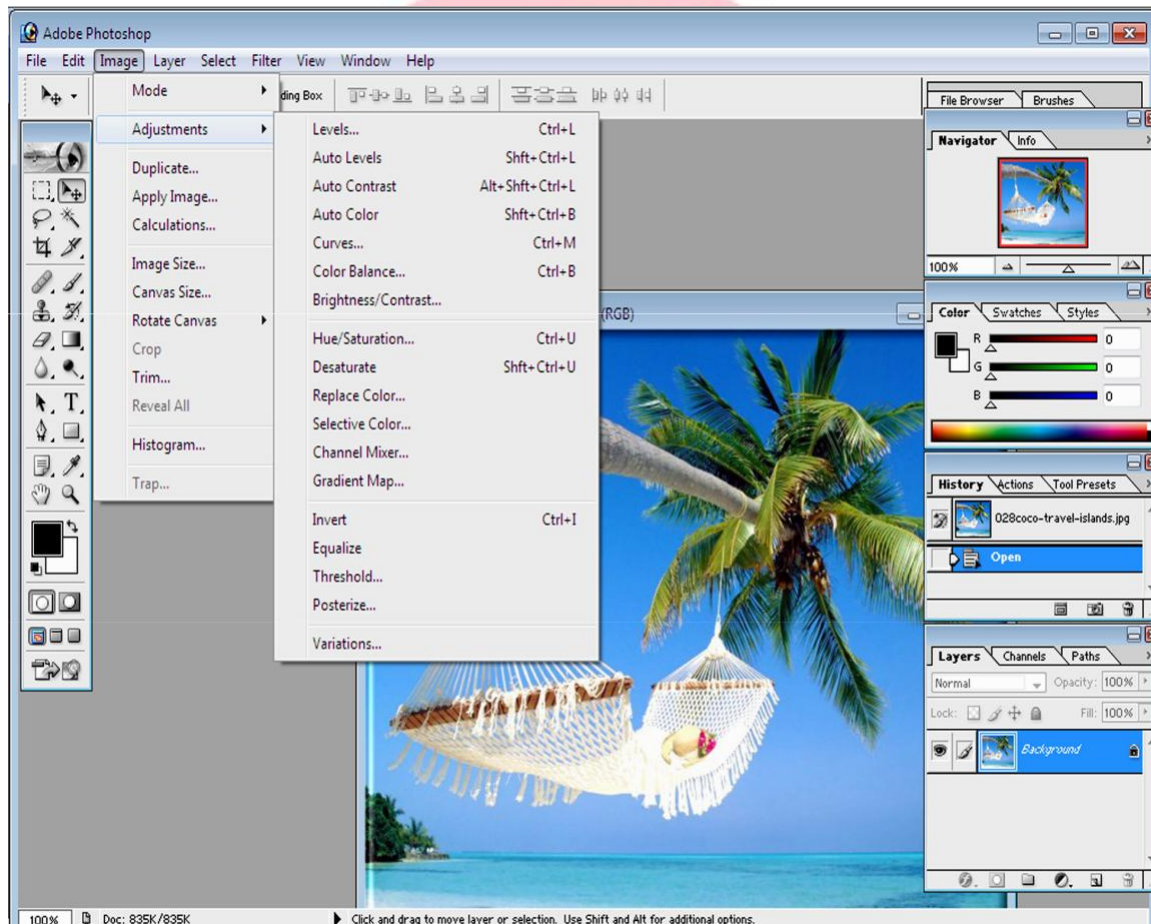 Adobe Photoshop
File Edit Image Layer Select Filter View Window Help
Mode
Adjustments
Duplicate...
Apply Image...
Calculations...
Image Size...
Canvas Size...
Rotate Canvas
Crop
Trim...
Reveal All
Histogram...
Trap...
ding Box
Levels... Ctrl+L
Auto Levels Shft+Ctrl+L
Auto Contrast Alt+Shft+Ctrl+L
Auto Color Shft+Ctrl+B
Curves... Ctrl+M
Color Balance... Ctrl+B
Brightness/Contrast...
Hue/Saturation... Ctrl+U
Desaturate Shft+Ctrl+U
Replace Color...
Selective Color...
Channel Mixer...
Gradient Map...
Invert Ctrl+I
Equalize
Threshold...
Posterize...
Variations...
(RGB)
File Browser Brushes
Navigator Info
100%
Color Swatches Styles
R 0
G 0
B 0
History Actions Tool Presets
028coco-travel-islands.jpg
Open
Layers Channels Paths
Normal Opacity: 100%
Lock: Fill: 100%
Background
100% Doc: 835K/835K Click and drag to move layer or selection. Use Shift and Alt for additional options.